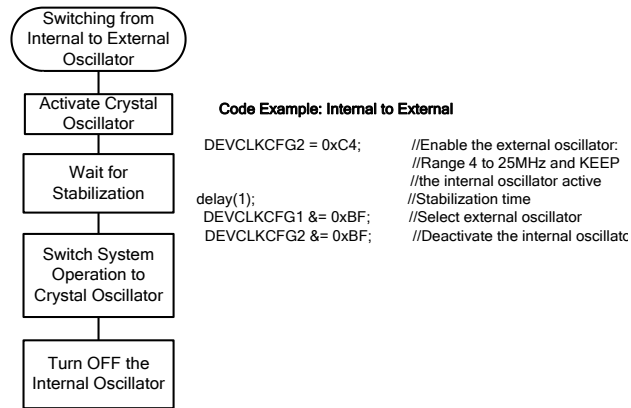 Switching from
Internal to External
Oscillator
Activate Crystal
Oscillator
Wait for
Stabilization
Switch System
Operation to
Crystal Oscillator
Turn OFF the
Internal Oscillator
Code Example: Internal to External
DEVCLKCFG2 = 0xC4; //Enable the external oscillator:
//Range 4 to 25MHz and KEEP
//the internal oscillator active
delay(1); //Stabilization time
DEVCLKCFG1 &= 0xBF; //Select external oscillator
DEVCLKCFG2 &= 0xBF; //Deactivate the internal oscillato